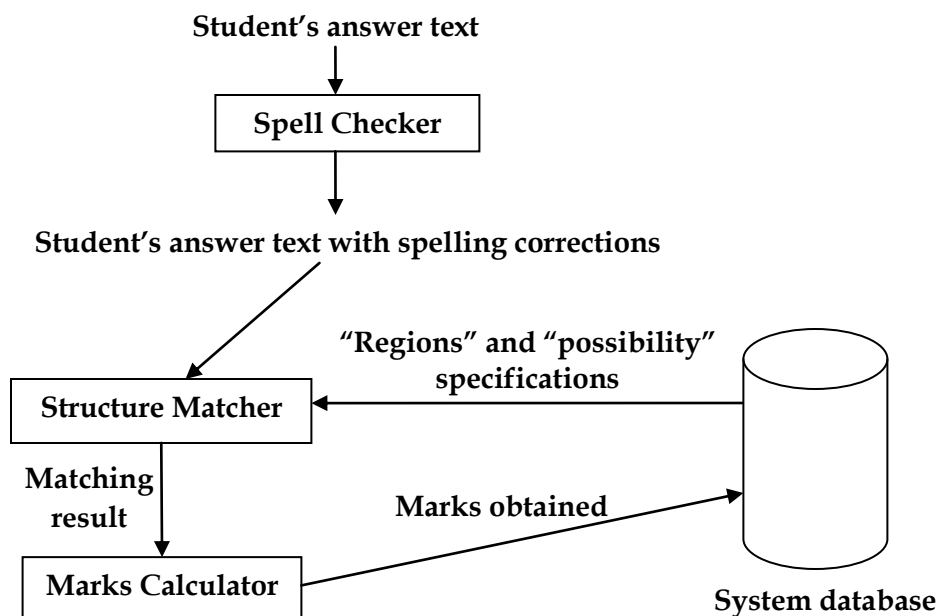 Student’s answer text
Spell Checker
Student’s answer text with spelling corrections
“Regions” and “possibility”
specifications
Structure Matcher
Matching
result
Marks obtained
Marks Calculator
System database